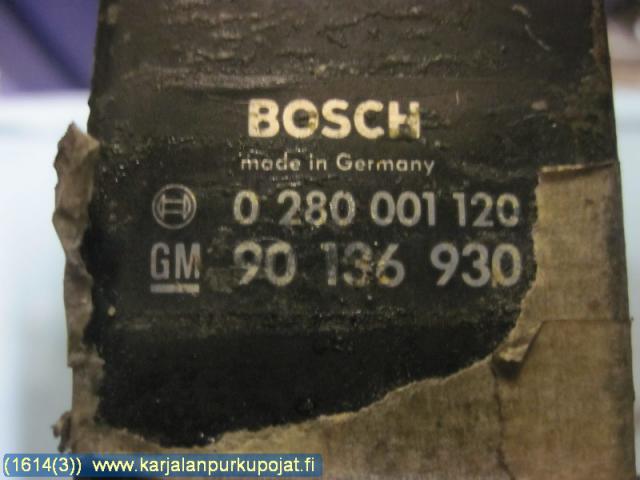 BOSCH
made in Germany
0 280 001 120
GM 90 136 930
(1614(3)) www.karjalanpurkupojat.fi